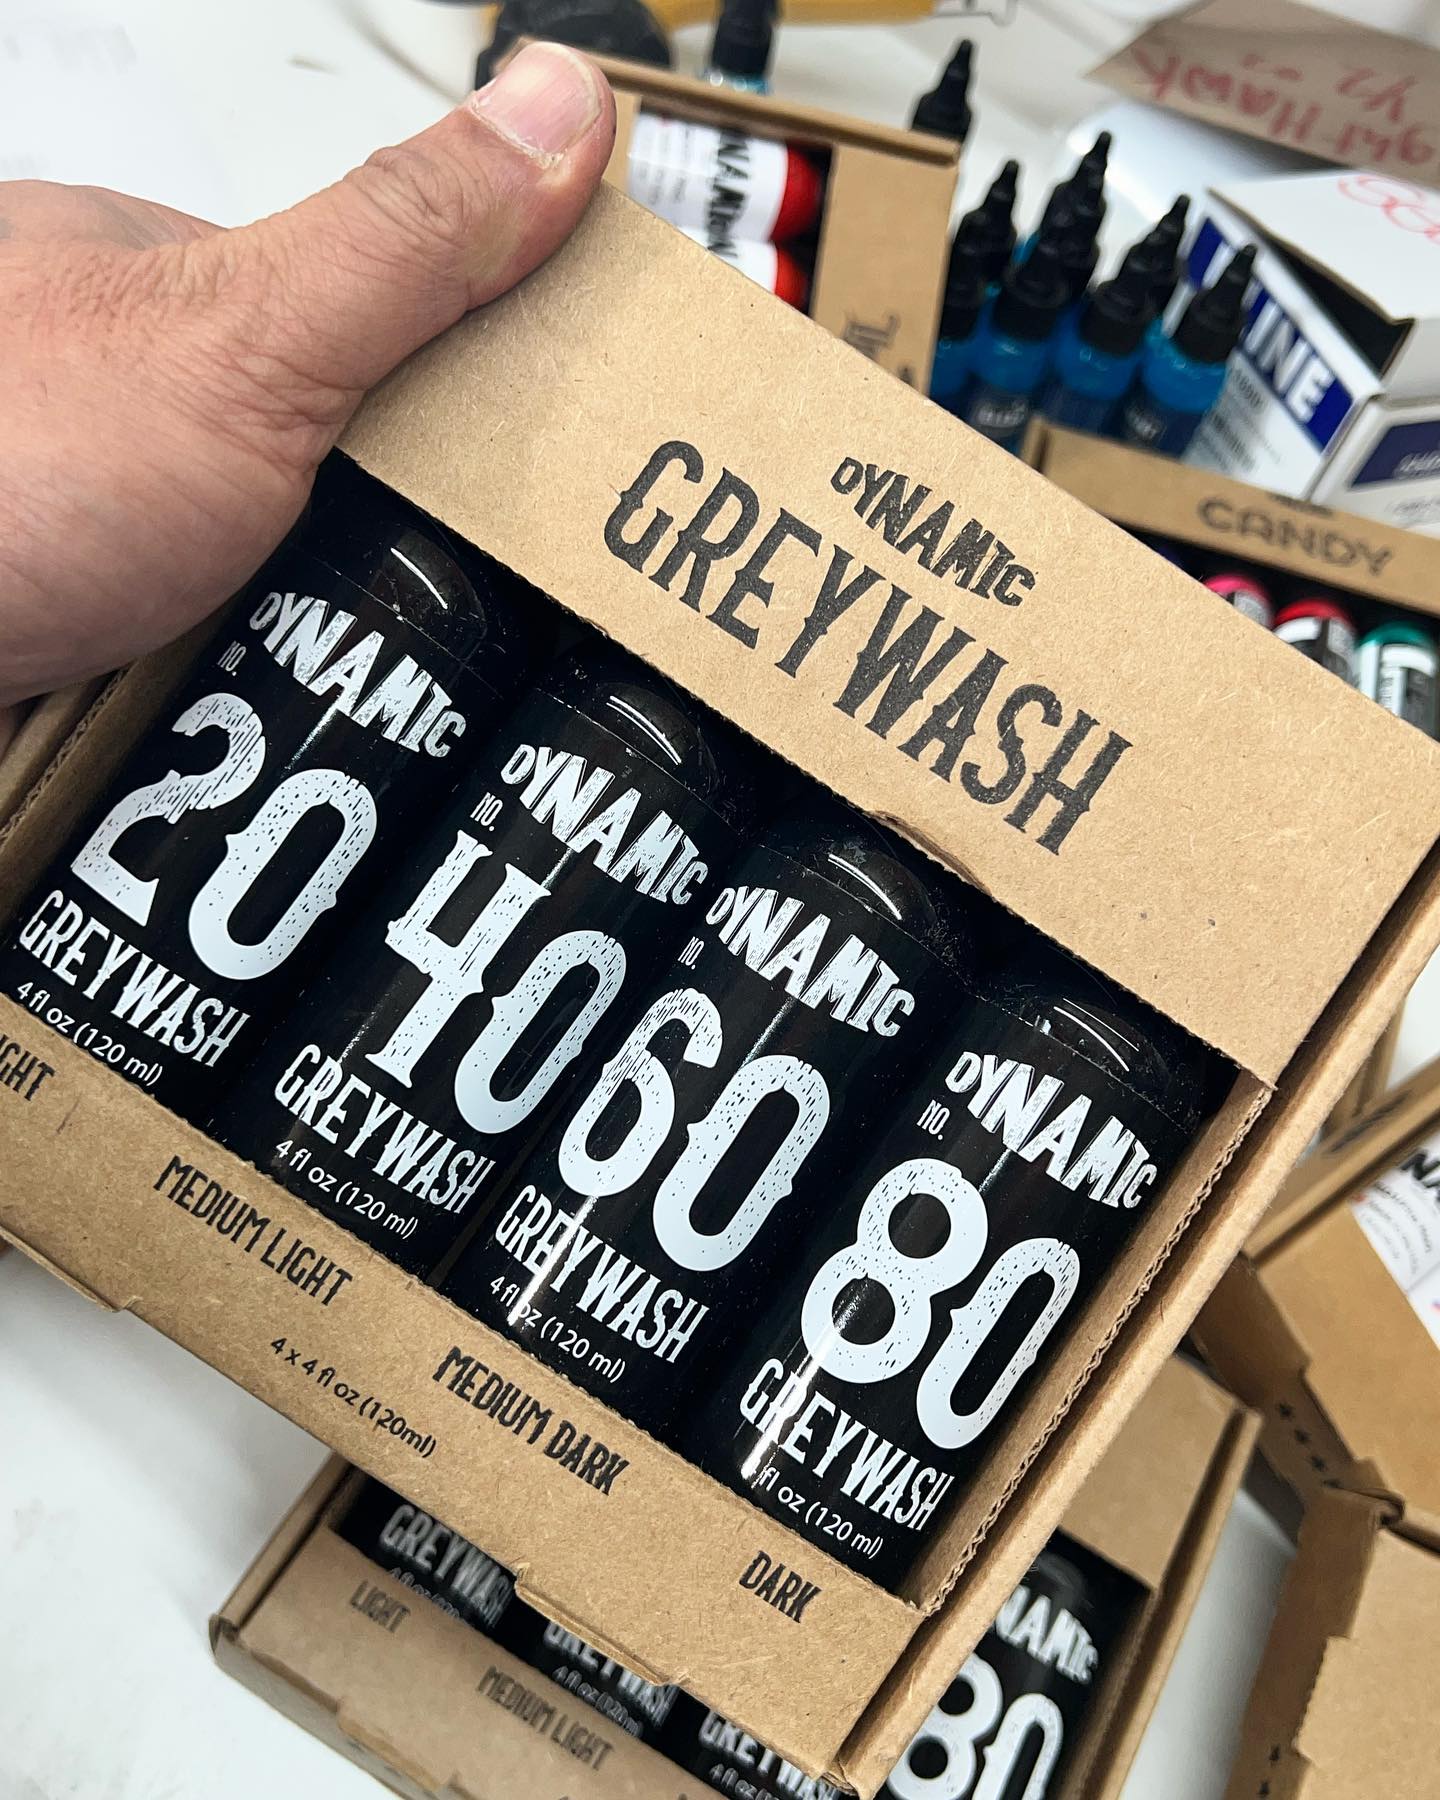 DYNAMIC
GREYWASH
DYNAMIC
NO.
20
GREYWASH
4 fl oz (120 ml)
DYNAMIC
NO.
40
GREYWASH
4 fl oz (120 ml)
DYNAMIC
NO.
60
GREYWASH
4 fl oz (120 ml)
DYNAMIC
NO.
80
GREYWASH
fl oz (120 ml)
MEDIUM LIGHT
MEDIUM DARK
DARK
4 x 4 fl oz (120ml)
CANDY
GREYWASH
LIGHT
MEDIUM LIGHT
80